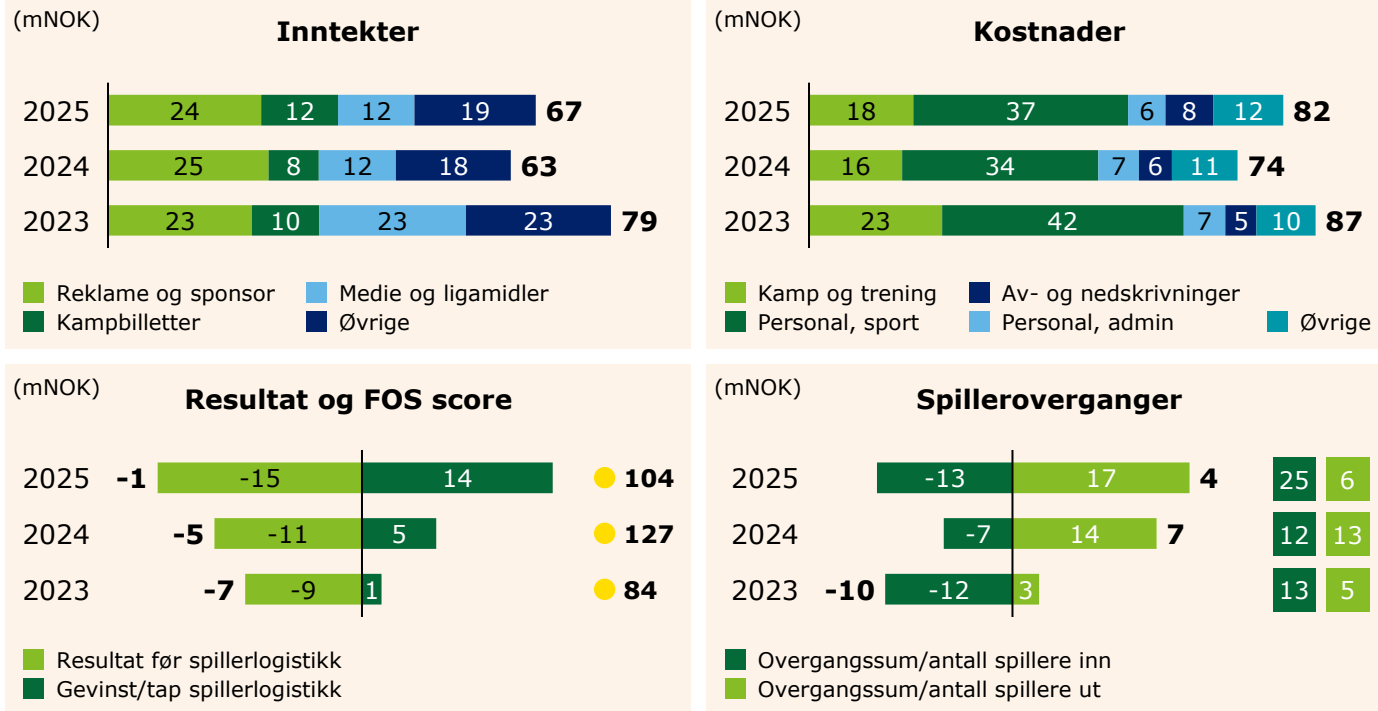 (mNOK)
Inntekter
2025 24 12 12 19 67
2024 25 8 12 18 63
2023 23 10 23 23 79
Reklame og sponsor Medie og ligamidler
Kampbilletter Øvrige
(mNOK)
Kostnader
2025 18 37 6 8 12 82
2024 16 34 7 6 11 74
2023 23 42 7 5 10 87
Kamp og trening Av- og nedskrivninger
Personal, sport Personal, admin Øvrige
(mNOK)
Resultat og FOS score
2025 -1 -15 14 104
2024 -5 -11 5 127
2023 -7 -9 1 84
Resultat før spillerlogistikk
Gevinst/tap spillerlogistikk
(mNOK)
Spilleroverganger
2025 -13 17 4 25 6
2024 -7 14 7 12 13
2023 -10 -12 3 13 5
Overgangssum/antall spillere inn
Overgangssum/antall spillere ut